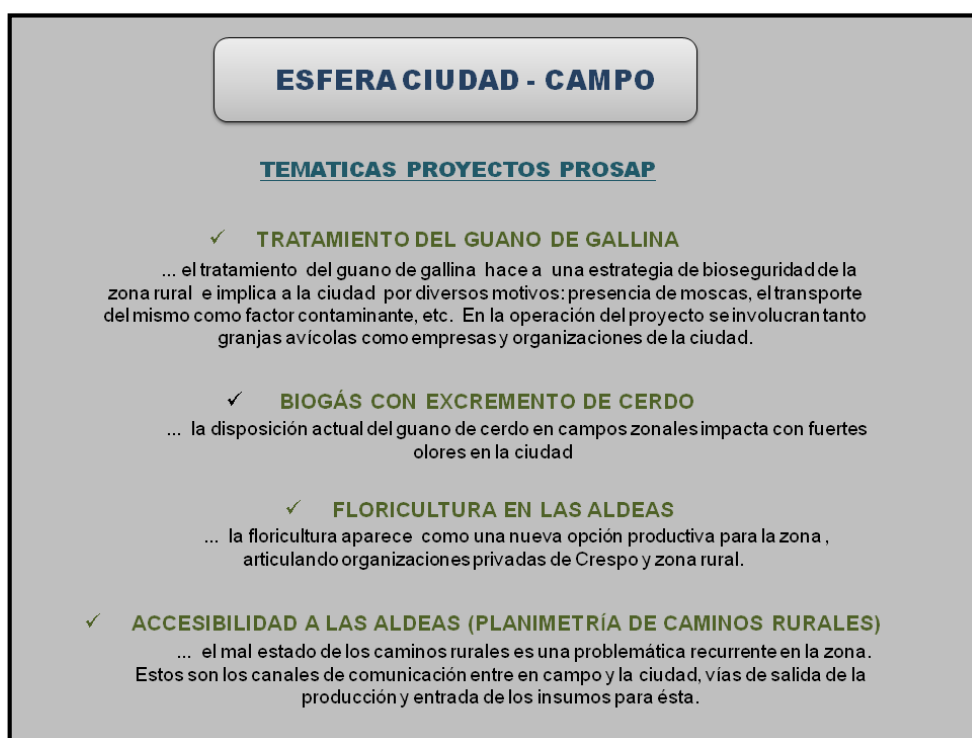 ESFERA CIUDAD - CAMPO
TEMATICAS PROYECTOS PROSAP
✓ TRATAMIENTO DEL GUANO DE GALLINA
... el tratamiento del guano de gallina hace a una estrategia de bioseguridad de la
zona rural e implica a la ciudad por diversos motivos: presencia de moscas, el transporte
del mismo como factor contaminante, etc. En la operación del proyecto se involucran tanto
granjas avícolas como empresas y organizaciones de la ciudad.
✓ BIOGÁS CON EXCREMENTO DE CERDO
... la disposición actual del guano de cerdo en campos zonales impacta con fuertes
olores en la ciudad
✓ FLORICULTURA EN LAS ALDEAS
... la floricultura aparece como una nueva opción productiva para la zona ,
articulando organizaciones privadas de Crespo y zona rural.
✓ ACCESIBILIDAD A LAS ALDEAS (PLANIMETRÍA DE CAMINOS RURALES)
... el mal estado de los caminos rurales es una problemática recurrente en la zona.
Estos son los canales de comunicación entre en campo y la ciudad, vías de salida de la
producción y entrada de los insumos para ésta.